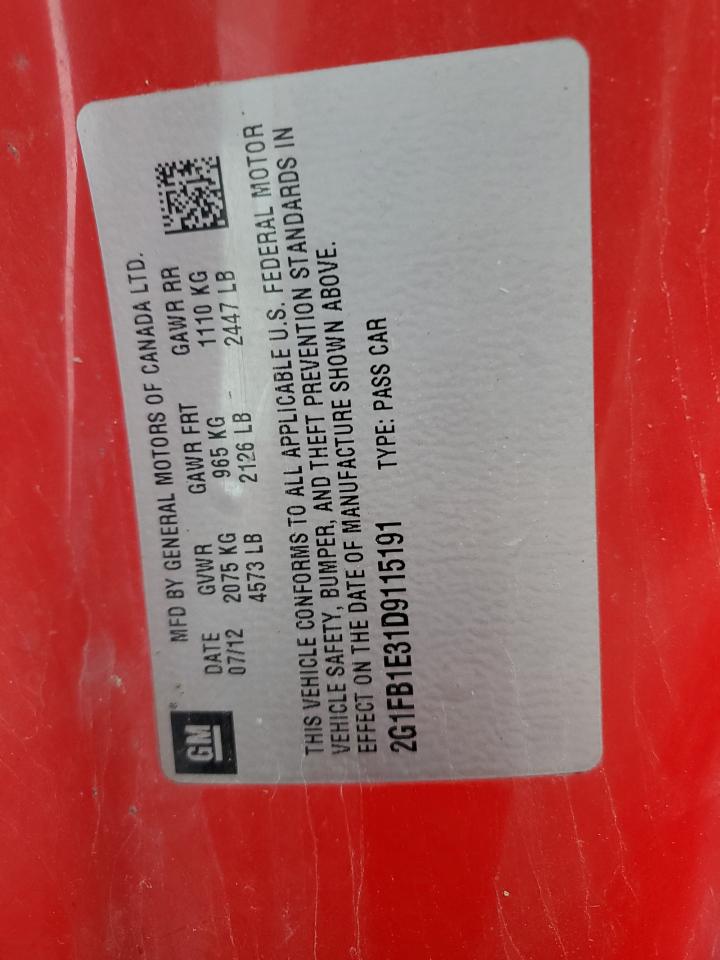 GM®
MFD BY GENERAL MOTORS OF CANADA LTD.
DATE GVWR GAWR FRT GAWR RR
07/12 2075 KG 965 KG 1110 KG
4573 LB 2126 LB 2447 LB
THIS VEHICLE CONFORMS TO ALL APPLICABLE U.S. FEDERAL MOTOR
VEHICLE SAFETY, BUMPER, AND THEFT PREVENTION STANDARDS IN
EFFECT ON THE DATE OF MANUFACTURE SHOWN ABOVE.
2G1FB1E31D9115191 TYPE: PASS CAR